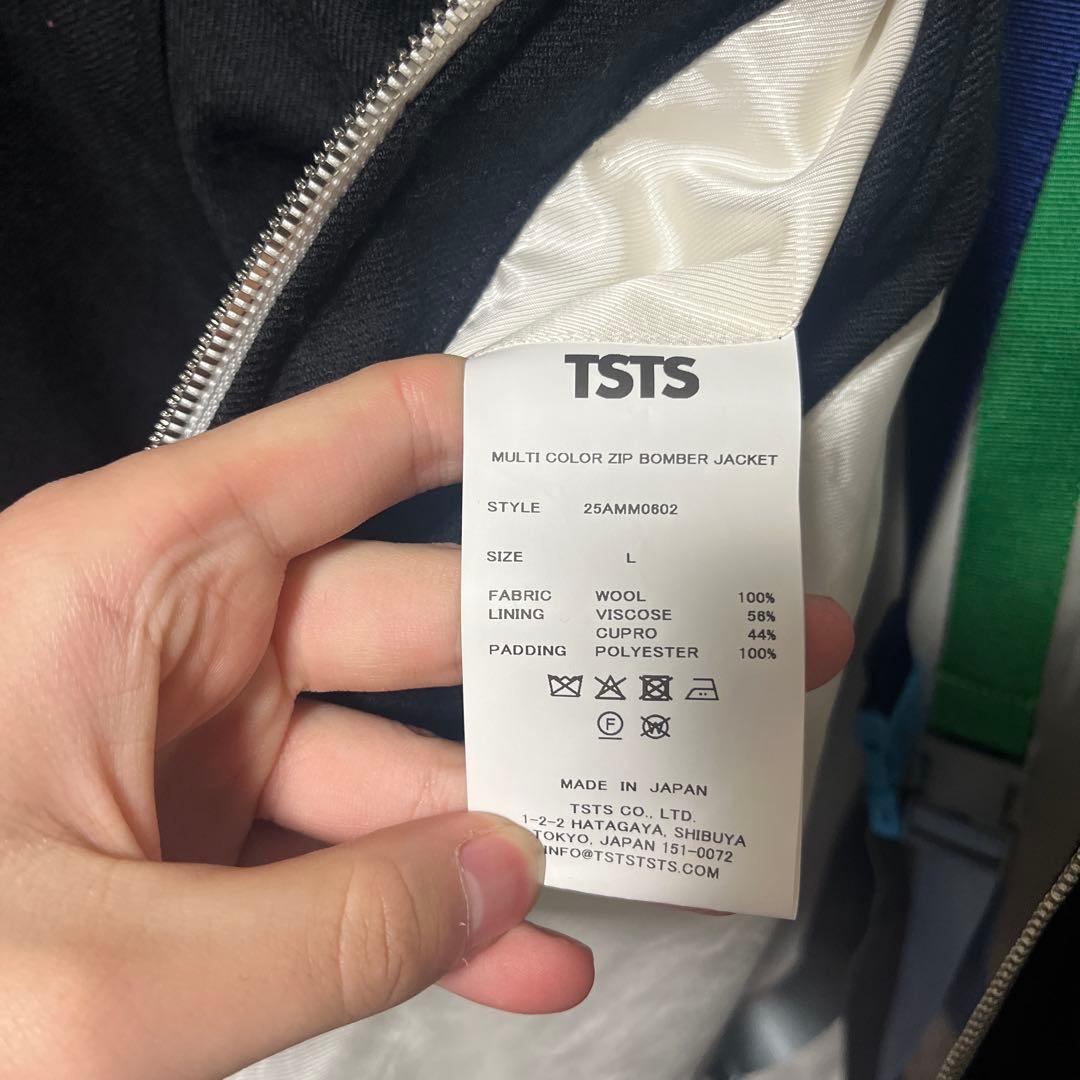 TSTS
MULTI COLOR ZIP BOMBER JACKET
STYLE 25AMM0602
SIZE L
FABRIC WOOL 100%
LINING VISCOSE 56%
CUPRO 44%
PADDING POLYESTER 100%
F W
MADE IN JAPAN
TSTS CO., LTD.
1-2-2 HATAGAYA, SHIBUYA
TOKYO, JAPAN 151-0072
INFO@TSTSTSTS.COM